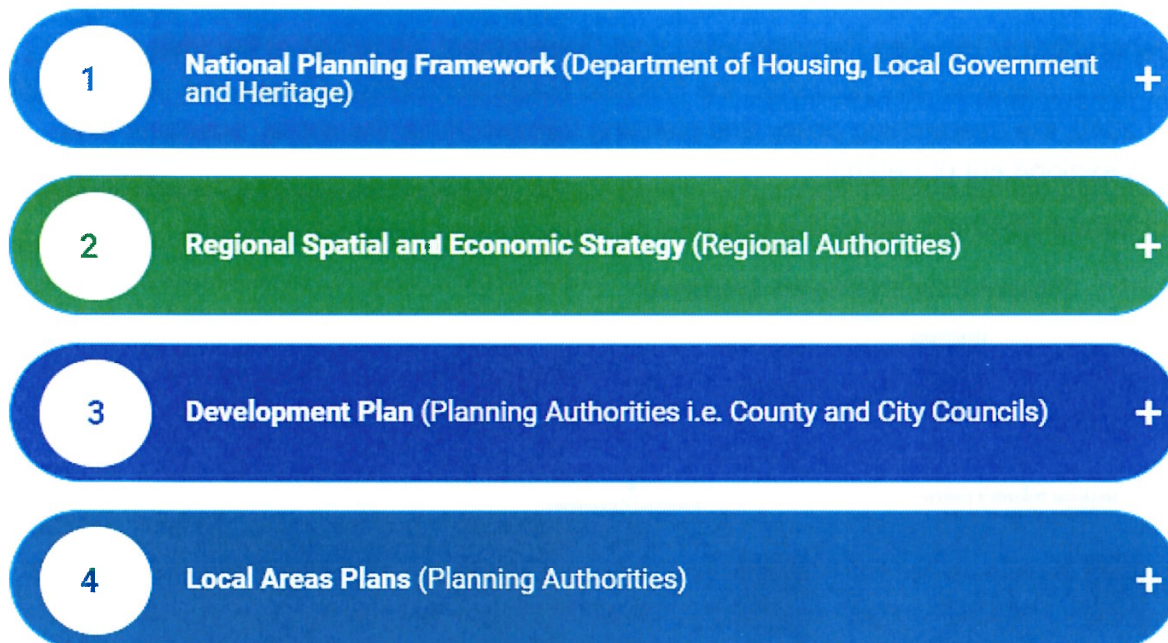 1
National Planning Framework (Department of Housing, Local Government
and Heritage)
+
2
Regional Spatial and Economic Strategy (Regional Authorities)
+
3
Development Plan (Planning Authorities i.e. County and City Councils)
+
4
Local Areas Plans (Planning Authorities)
+